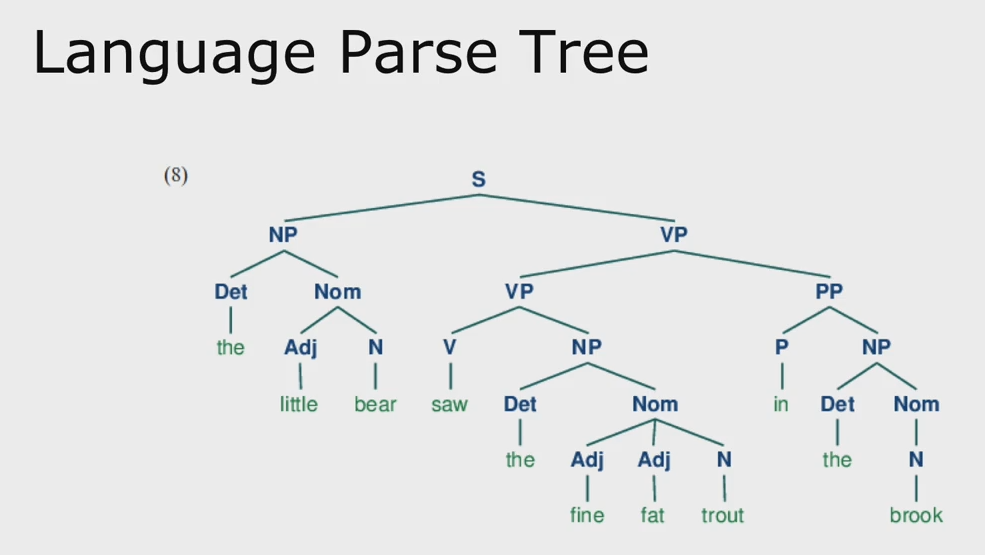 Language Parse Tree
(8)
S
NP VP
Det Nom VP PP
the Adj N V NP P NP
little bear saw Det Nom in Det Nom
the Adj Adj N the N
fine fat trout brook